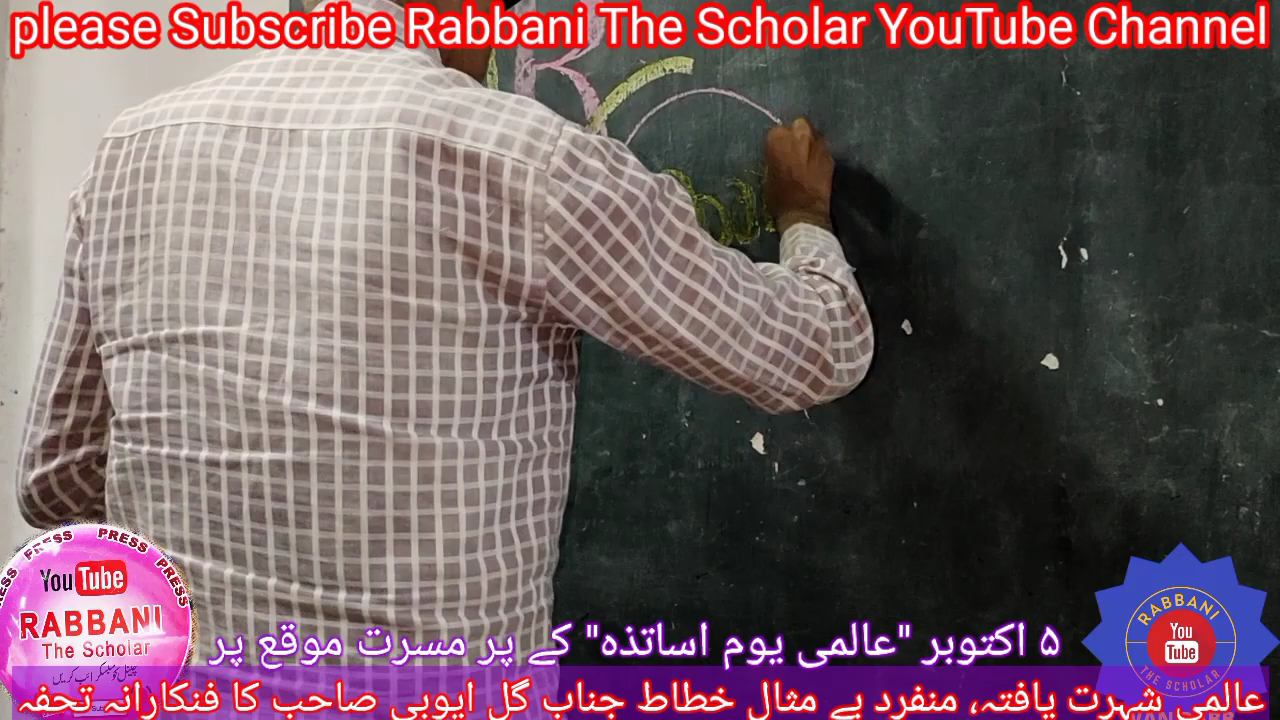 please Subscribe Rabbani The Scholar YouTube Channel
PRESS PRESS PRESS PRESS
YouTube
RABBANI
The Scholar
RABBANI
You
Tube
THE SCHOLAR
۵ اکتوبر "عالمی یوم اساتذہ" کے پر مسرت موقع پر
عالمی شہرت یافتہ، منفرد بے مثال خطاط جناب گل ایوبی صاحب کا فنکارانہ تحفہ